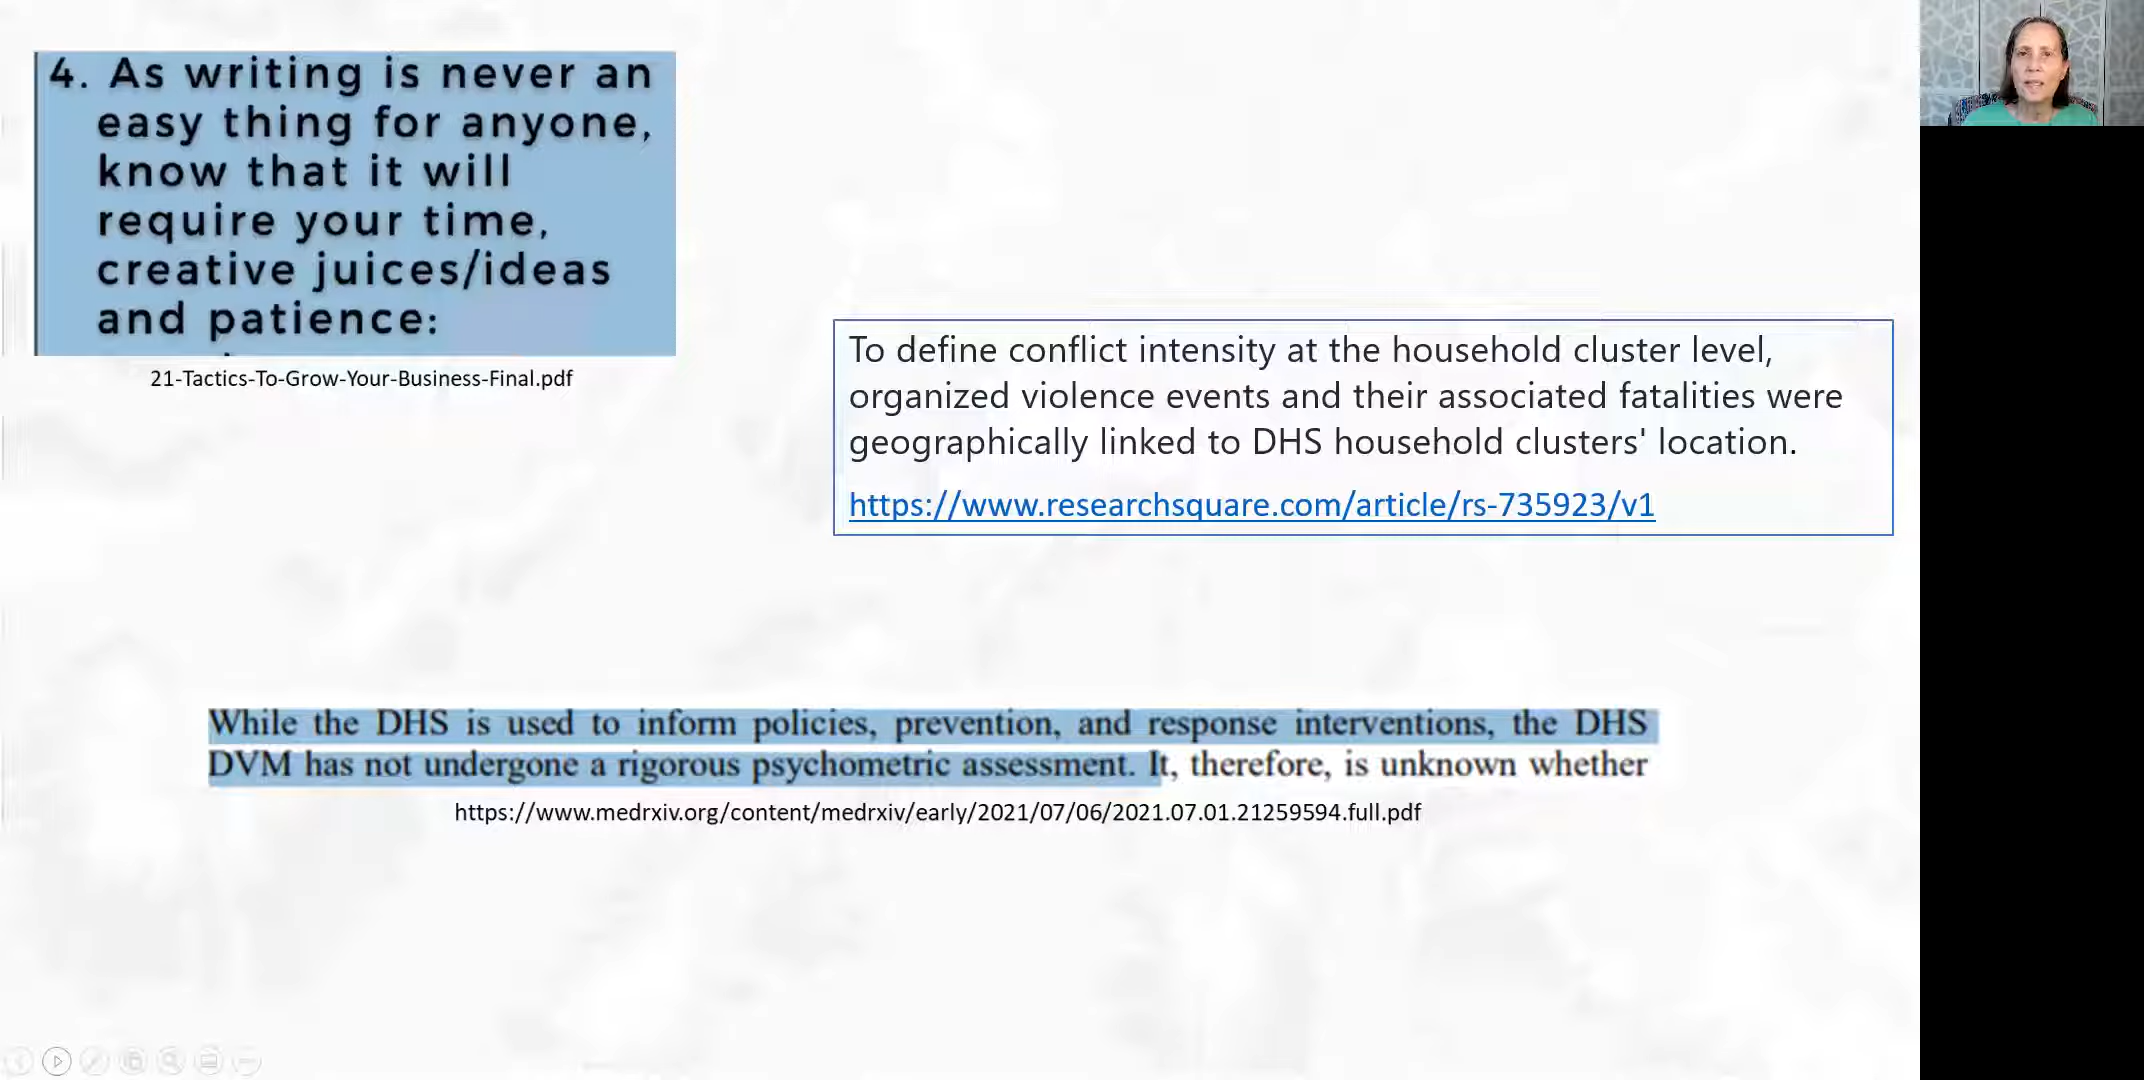 4. As writing is never an
easy thing for anyone,
know that it will
require your time,
creative juices/ideas
and patience:
21-Tactics-To-Grow-Your-Business-Final.pdf
To define conflict intensity at the household cluster level,
organized violence events and their associated fatalities were
geographically linked to DHS household clusters' location.
https://www.researchsquare.com/article/rs-735923/v1
While the DHS is used to inform policies, prevention, and response interventions, the DHS
DVM has not undergone a rigorous psychometric assessment. It, therefore, is unknown whether
https://www.medrxiv.org/content/medrxiv/early/2021/07/06/2021.07.01.21259594.full.pdf